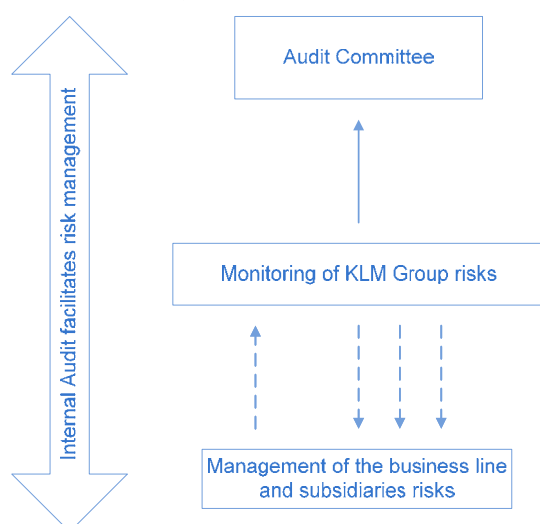 Internal Audit facilitates risk management
Audit Committee
Monitoring of KLM Group risks
Management of the business line
and subsidiaries risks